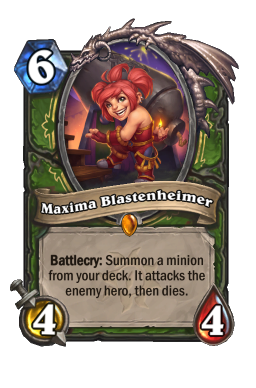 6
Maxima Blastenheimer
Battlecry: Summon a minion
from your deck. It attacks the
enemy hero, then dies.
4 4